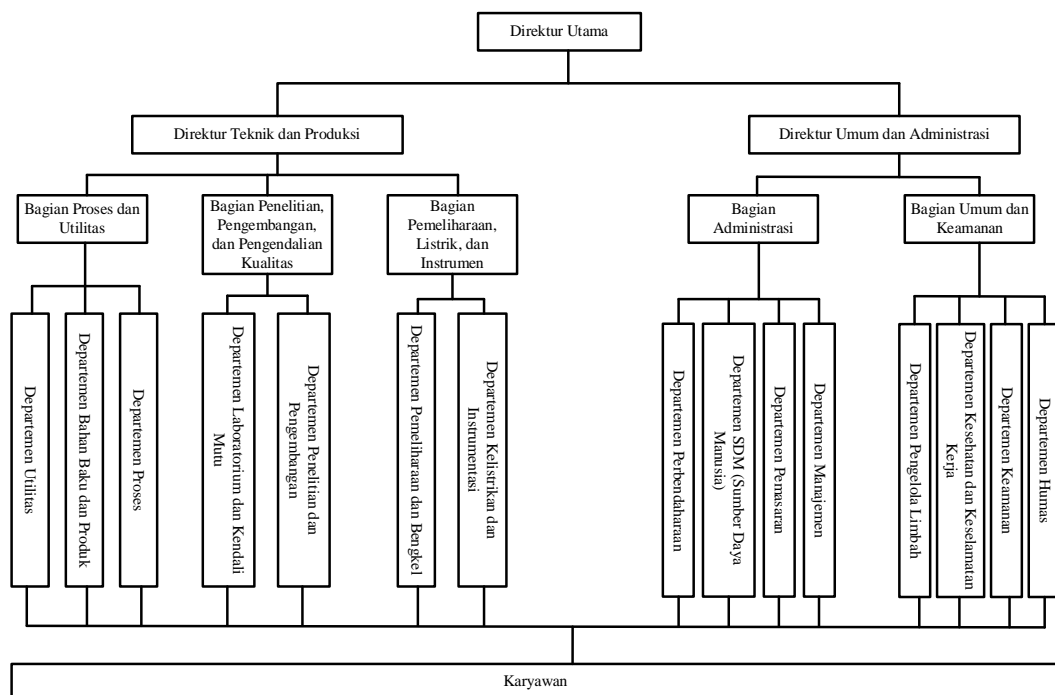 Direktur Utama
Direktur Teknik dan Produksi
Direktur Umum dan Administrasi
Bagian Proses dan
Utilitas
Bagian Penelitian,
Pengembangan,
dan Pengendalian
Kualitas
Bagian
Pemeliharaan,
Listrik, dan
Instrumen
Bagian
Administrasi
Bagian Umum dan
Keamanan
Departemen Utilitas
Departemen Bahan Baku dan Produk
Departemen Proses
Departemen Laboratorium dan Kendali
Mutu
Departemen Penelitian dan
Pengembangan
Departemen Pemeliharaan dan Bengkel
Departemen Kelistrikan dan
Instrumentasi
Departemen Perbendaharaan
Departemen SDM (Sumber Daya
Manusia)
Departemen Pemasaran
Departemen Manajemen
Departemen Pengelola Limbah
Departemen Kesehatan dan Keselamatan
Kerja
Departemen Keamanan
Departemen Humas
Karyawan